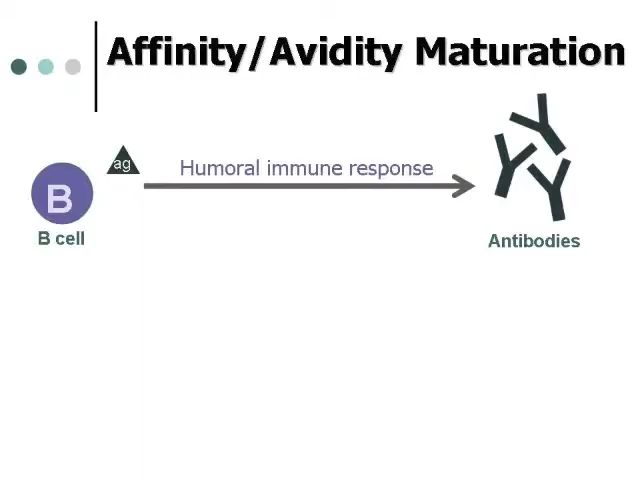 Affinity/Avidity Maturation
ag
Humoral immune response
B
B cell
Antibodies